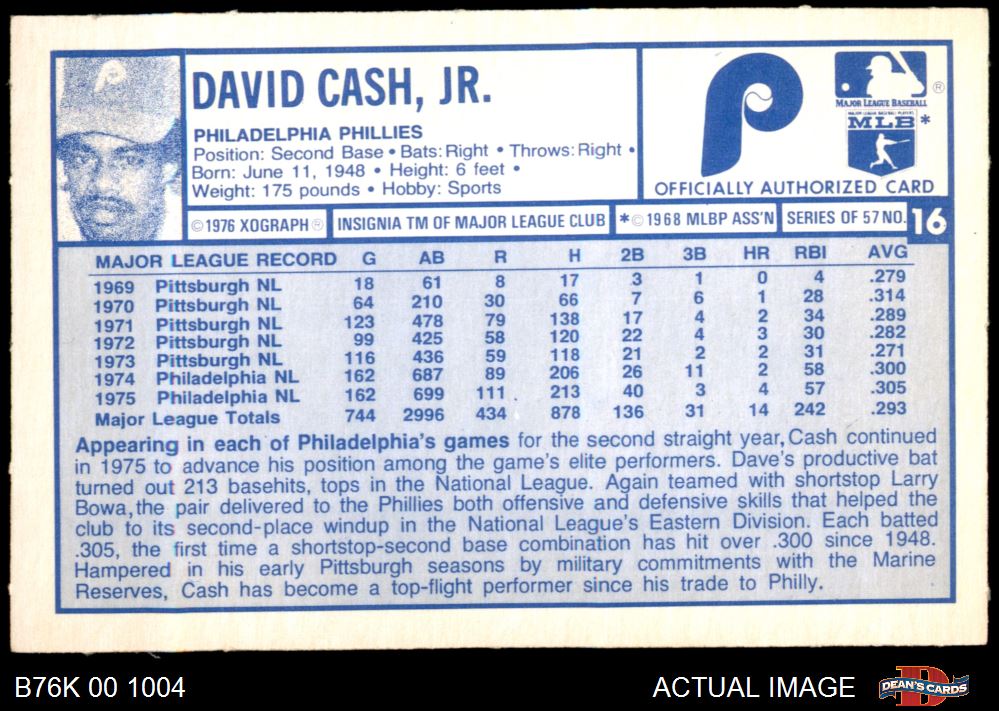 DAVID CASH, JR.
PHILADELPHIA PHILLIES
Position: Second Base • Bats: Right • Throws: Right •
Born: June 11, 1948 • Height: 6 feet •
Weight: 175 pounds • Hobby: Sports
P
MAJOR LEAGUE BASEBALL ®
MAJOR LEAGUE BASEBALL PLAYERS
MLB *
OFFICIALLY AUTHORIZED CARD
©1976 XOGRAPH® INSIGNIA TM OF MAJOR LEAGUE CLUB *©1968 MLBP ASS'N SERIES OF 57 NO. 16
MAJOR LEAGUE RECORD G AB R H 2B 3B HR RBI AVG
1969 Pittsburgh NL 18 61 8 17 3 1 0 4 .279
1970 Pittsburgh NL 64 210 30 66 7 6 1 28 .314
1971 Pittsburgh NL 123 478 79 138 17 4 2 34 .289
1972 Pittsburgh NL 99 425 58 120 22 4 3 30 .282
1973 Pittsburgh NL 116 436 59 118 21 2 2 31 .271
1974 Philadelphia NL 162 687 89 206 26 11 2 58 .300
1975 Philadelphia NL 162 699 111 213 40 3 4 57 .305
Major League Totals 744 2996 434 878 136 31 14 242 .293
Appearing in each of Philadelphia's games for the second straight year, Cash continued
in 1975 to advance his position among the game's elite performers. Dave's productive bat
turned out 213 basehits, tops in the National League. Again teamed with shortstop Larry
Bowa, the pair delivered to the Phillies both offensive and defensive skills that helped the
club to its second-place windup in the National League's Eastern Division. Each batted
.305, the first time a shortstop-second base combination has hit over .300 since 1948.
Hampered in his early Pittsburgh seasons by military commitments with the Marine
Reserves, Cash has become a top-flight performer since his trade to Philly.
B76K 00 1004
ACTUAL IMAGE
D
DEAN'S CARDS